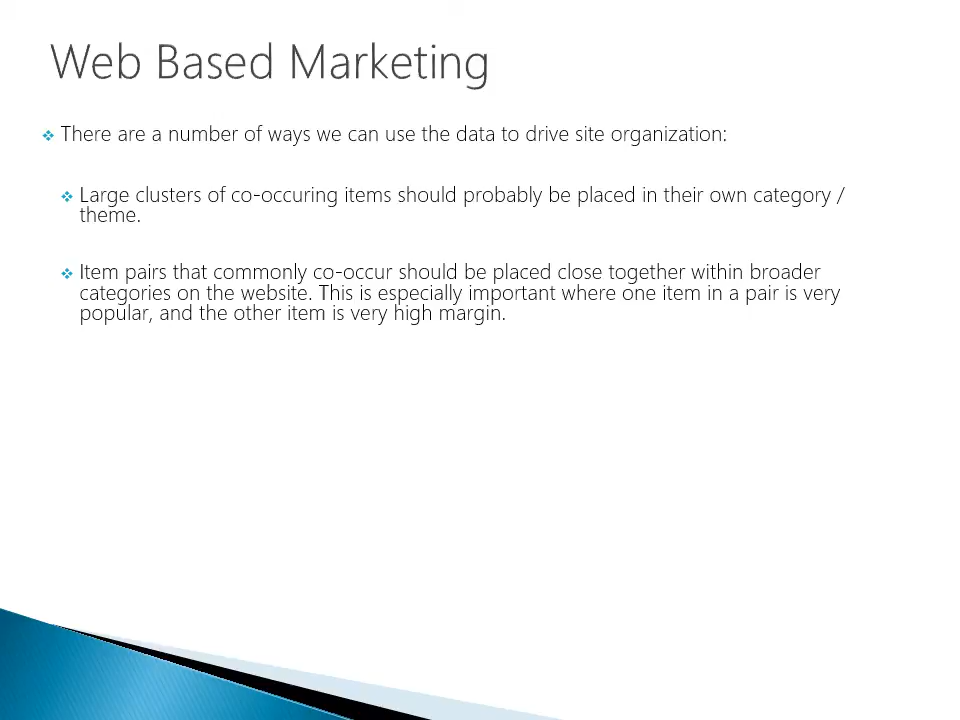 Web Based Marketing
There are a number of ways we can use the data to drive site organization:
Large clusters of co-occuring items should probably be placed in their own category /
theme.
Item pairs that commonly co-occur should be placed close together within broader
categories on the website. This is especially important where one item in a pair is very
popular, and the other item is very high margin.